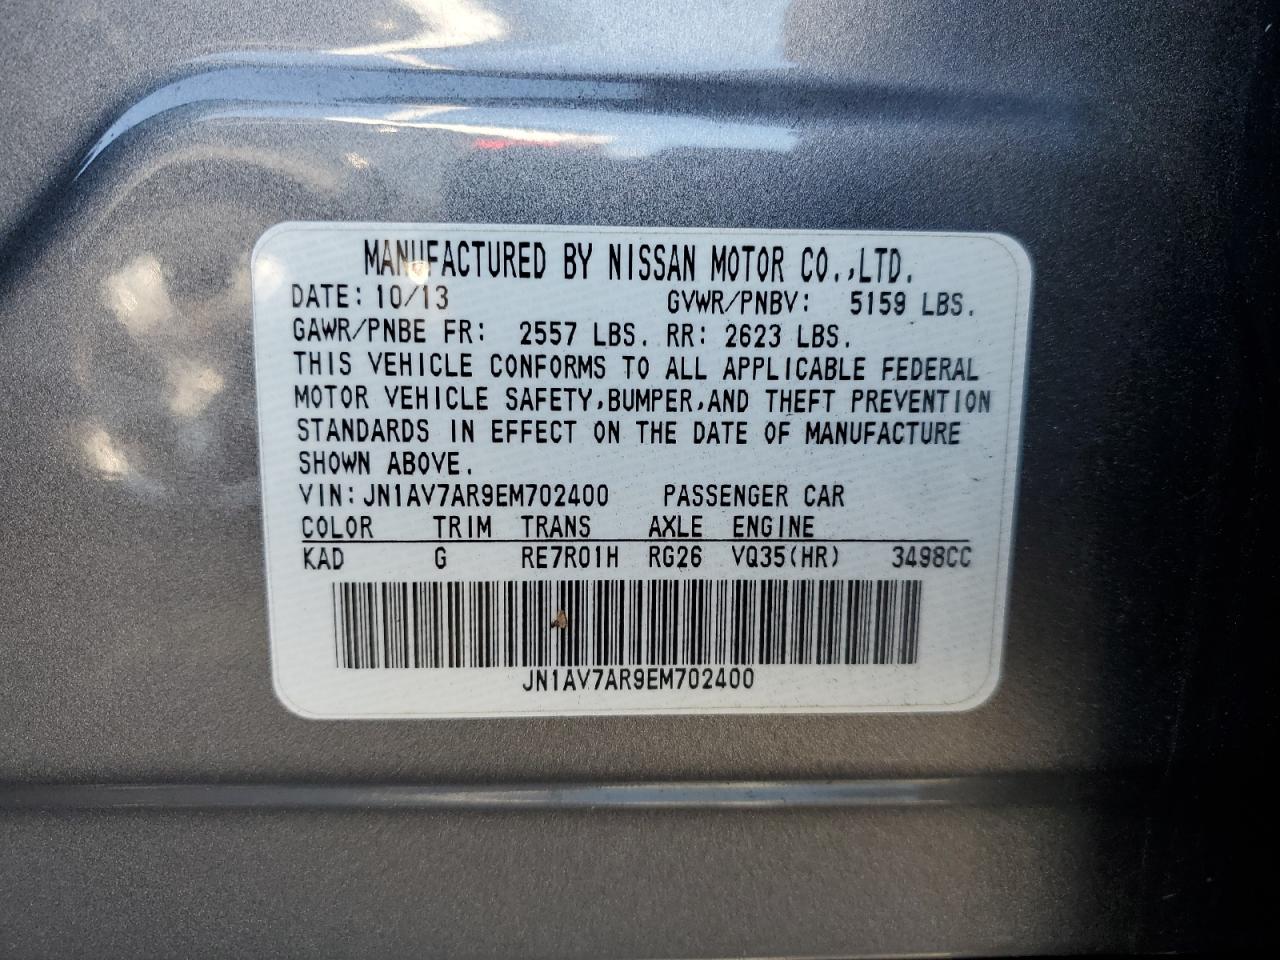 MANUFACTURED BY NISSAN MOTOR CO.,LTD.
DATE: 10/13 GVWR/PNBV: 5159 LBS.
GAWR/PNBE FR: 2557 LBS. RR: 2623 LBS.
THIS VEHICLE CONFORMS TO ALL APPLICABLE FEDERAL
MOTOR VEHICLE SAFETY,BUMPER,AND THEFT PREVENTION
STANDARDS IN EFFECT ON THE DATE OF MANUFACTURE
SHOWN ABOVE.
VIN: JN1AV7AR9EM702400 PASSENGER CAR
COLOR TRIM TRANS AXLE ENGINE
KAD G RE7R01H RG26 VQ35(HR) 3498CC
JN1AV7AR9EM702400